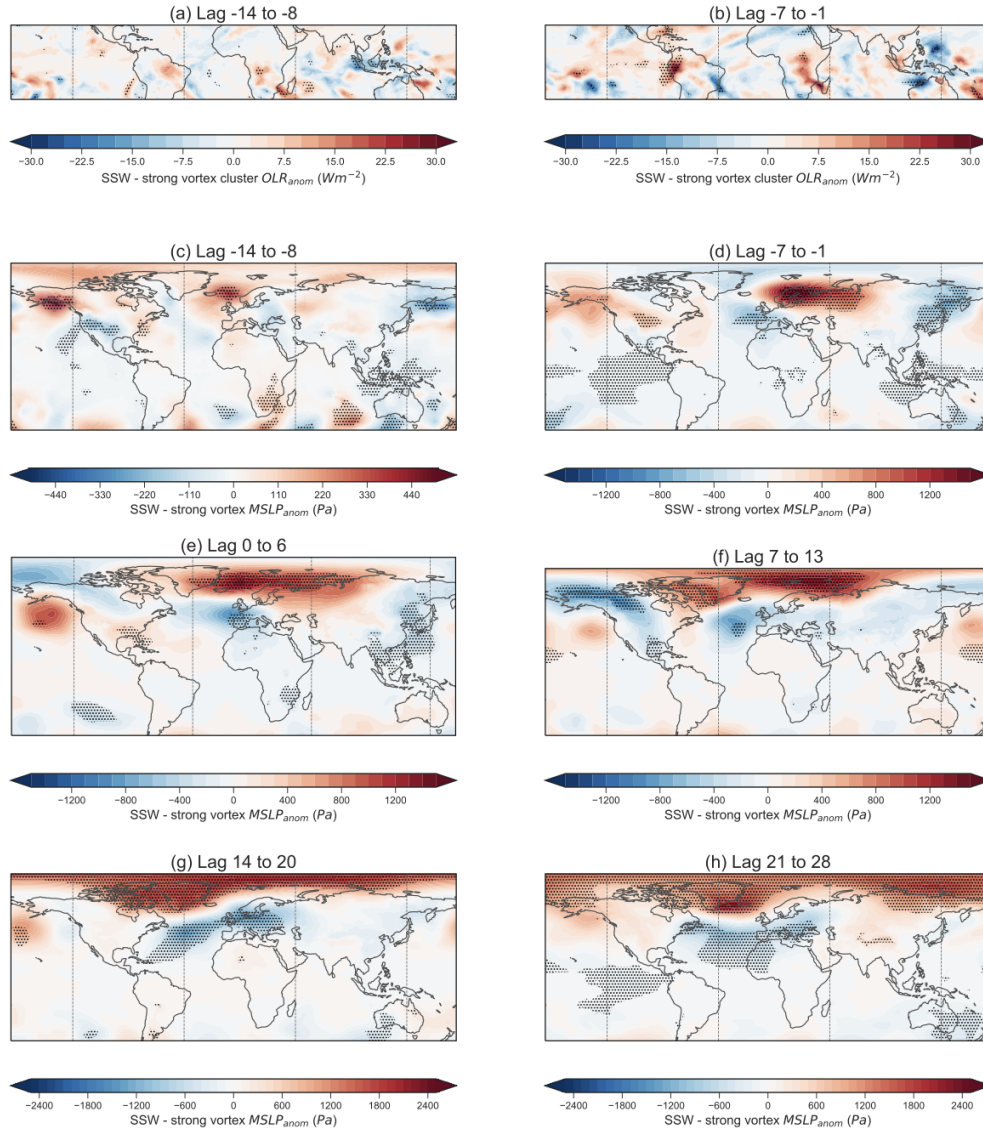 (a) Lag -14 to -8
(b) Lag -7 to -1
−30.0 −22.5 −15.0 −7.5 0.0 7.5 15.0 22.5 30.0
SSW - strong vortex cluster OLR_anom (Wm⁻²)
−30.0 −22.5 −15.0 −7.5 0.0 7.5 15.0 22.5 30.0
SSW - strong vortex cluster OLR_anom (Wm⁻²)
(c) Lag -14 to -8
(d) Lag -7 to -1
−440 −330 −220 −110 0 110 220 330 440
SSW - strong vortex MSLP_anom (Pa)
−1200 −800 −400 0 400 800 1200
SSW - strong vortex MSLP_anom (Pa)
(e) Lag 0 to 6
(f) Lag 7 to 13
−1200 −800 −400 0 400 800 1200
SSW - strong vortex MSLP_anom (Pa)
−1200 −800 −400 0 400 800 1200
SSW - strong vortex MSLP_anom (Pa)
(g) Lag 14 to 20
(h) Lag 21 to 28
−2400 −1800 −1200 −600 0 600 1200 1800 2400
SSW - strong vortex MSLP_anom (Pa)
−2400 −1800 −1200 −600 0 600 1200 1800 2400
SSW - strong vortex MSLP_anom (Pa)